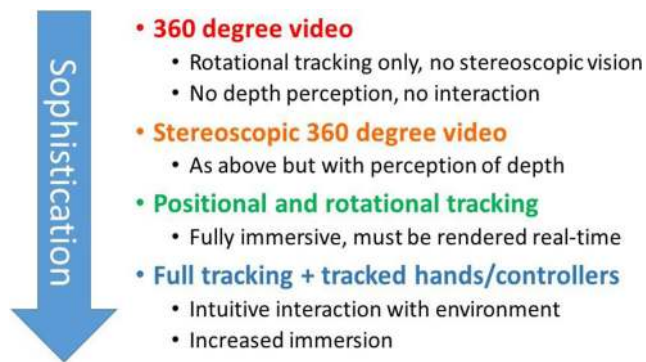 Sophistication
• 360 degree video
• Rotational tracking only, no stereoscopic vision
• No depth perception, no interaction
• Stereoscopic 360 degree video
• As above but with perception of depth
• Positional and rotational tracking
• Fully immersive, must be rendered real-time
• Full tracking + tracked hands/controllers
• Intuitive interaction with environment
• Increased immersion